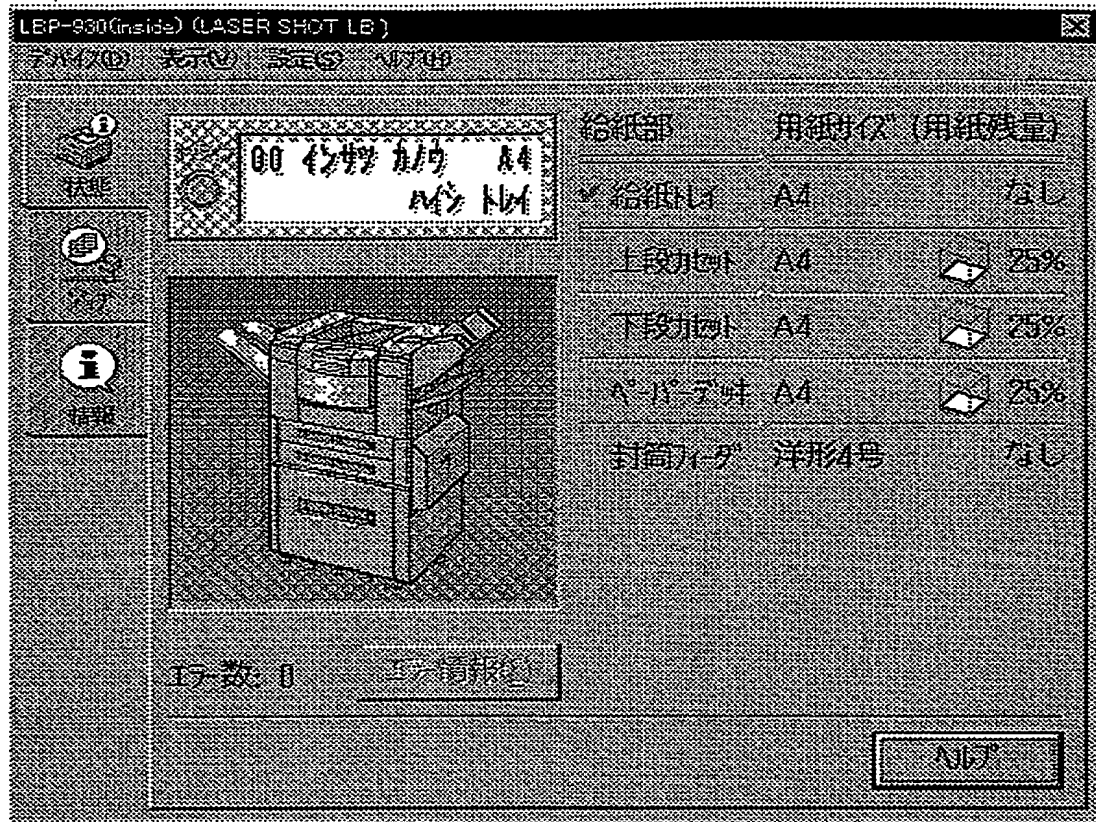 LBP-930(inside) (LASER SHOT LB )
デバイス(D) 表示(V) 設定(S) ヘルプ(H)
状態
情報
00 インサツ カノウ A4
ハイシ トレイ
給紙部 用紙サイズ (用紙残量)
給紙トレイ A4 なし
上段カセット A4 25%
下段カセット A4 25%
ペーパーデッキ A4 25%
封筒フィーダ 洋形4号 なし
エラー数: 0 エラー情報(E)
ヘルプ